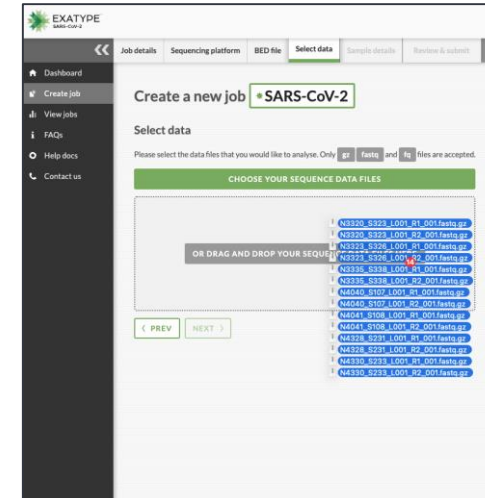 EXATYPE
SARS-CoV-2
Job details Sequencing platform BED file Select data Sample details Review & submit
Dashboard
Create job
View jobs
FAQs
Help docs
Contact us
Create a new job SARS-CoV-2
Select data
Please select the data files that you would like to analyse. Only gz fastq and fq files are accepted.
CHOOSE YOUR SEQUENCE DATA FILES
OR DRAG AND DROP YOUR SEQUENCE DATA FILES HERE
N3320_S323_L001_R1_001.fastq.gz
N3320_S323_L001_R2_001.fastq.gz
N3323_S326_L001_R1_001.fastq.gz
N3323_S326_L001_R2_001.fastq.gz
14
N3335_S338_L001_R1_001.fastq.gz
N3335_S338_L001_R2_001.fastq.gz
N4040_S107_L001_R1_001.fastq.gz
N4040_S107_L001_R2_001.fastq.gz
N4041_S108_L001_R1_001.fastq.gz
N4041_S108_L001_R2_001.fastq.gz
N4328_S231_L001_R1_001.fastq.gz
N4328_S231_L001_R2_001.fastq.gz
N4330_S233_L001_R1_001.fastq.gz
N4330_S233_L001_R2_001.fastq.gz
PREV NEXT